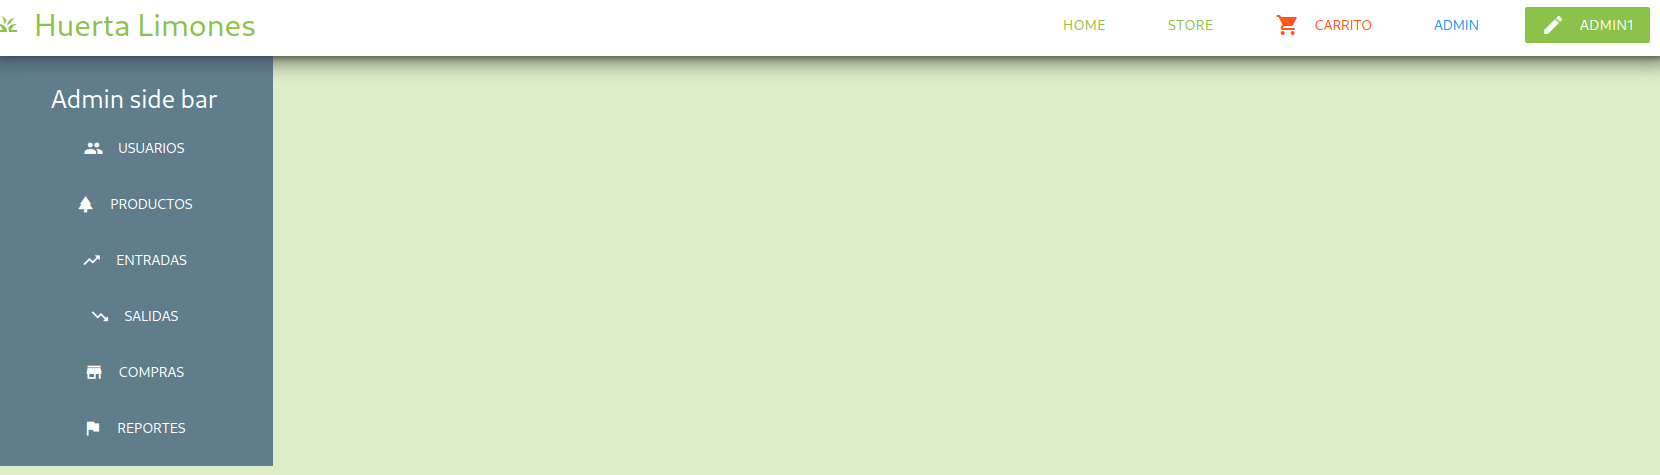 Huerta Limones
HOME
STORE
CARRITO
ADMIN
ADMIN1
Admin side bar
USUARIOS
PRODUCTOS
ENTRADAS
SALIDAS
COMPRAS
REPORTES